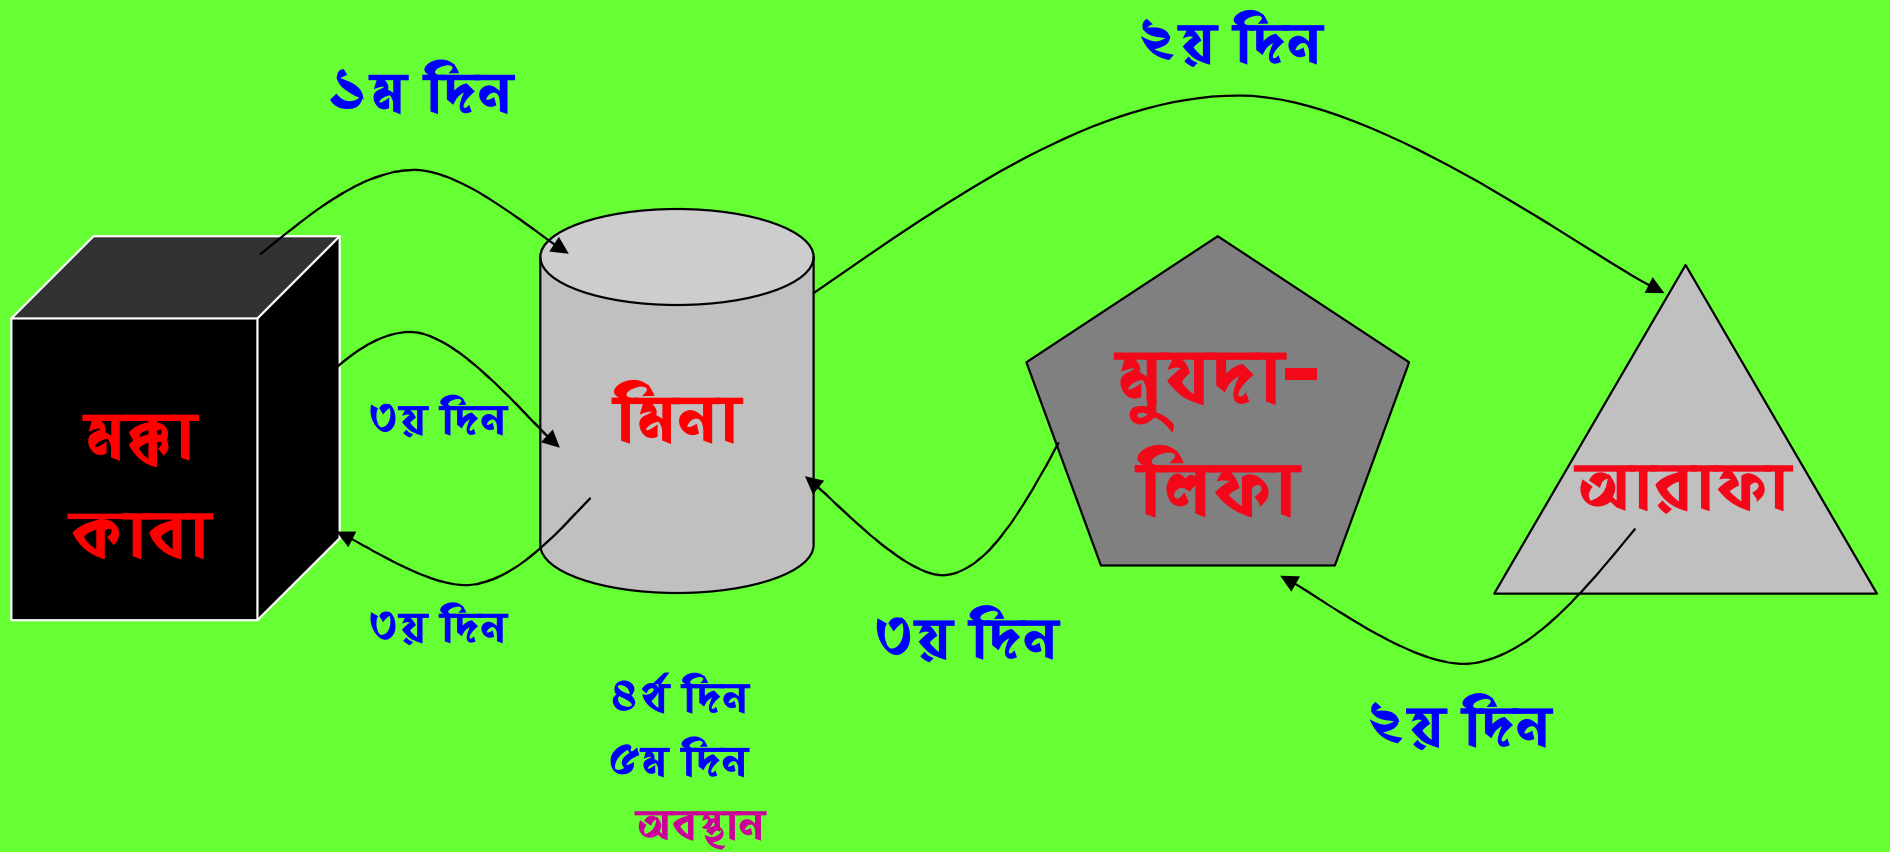 ১ম দিন
২য় দিন
মক্কা
কাবা
৩য় দিন
মিনা
মুযদা-
লিফা
আরাফা
৩য় দিন
৩য় দিন
২য় দিন
৪র্থ দিন
৫ম দিন
অবস্থান